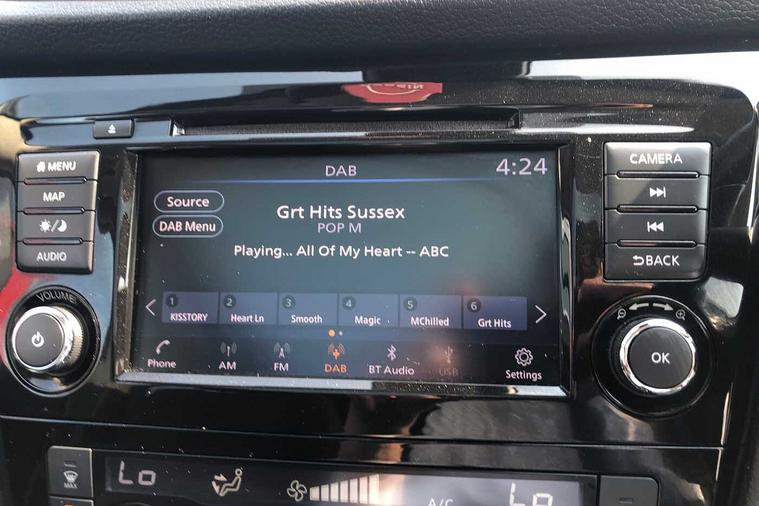 DAB
4:24
MENU
MAP
AUDIO
VOLUME
Source
DAB Menu
Grt Hits Sussex
POP M
Playing... All Of My Heart -- ABC
1 KISSTORY
2 Heart Ln
3 Smooth
4 Magic
5 MChilled
6 Grt Hits
Phone
AM
FM
DAB
BT Audio
USB
Settings
CAMERA
BACK
OK
MAX
Lo
A/C
Lo